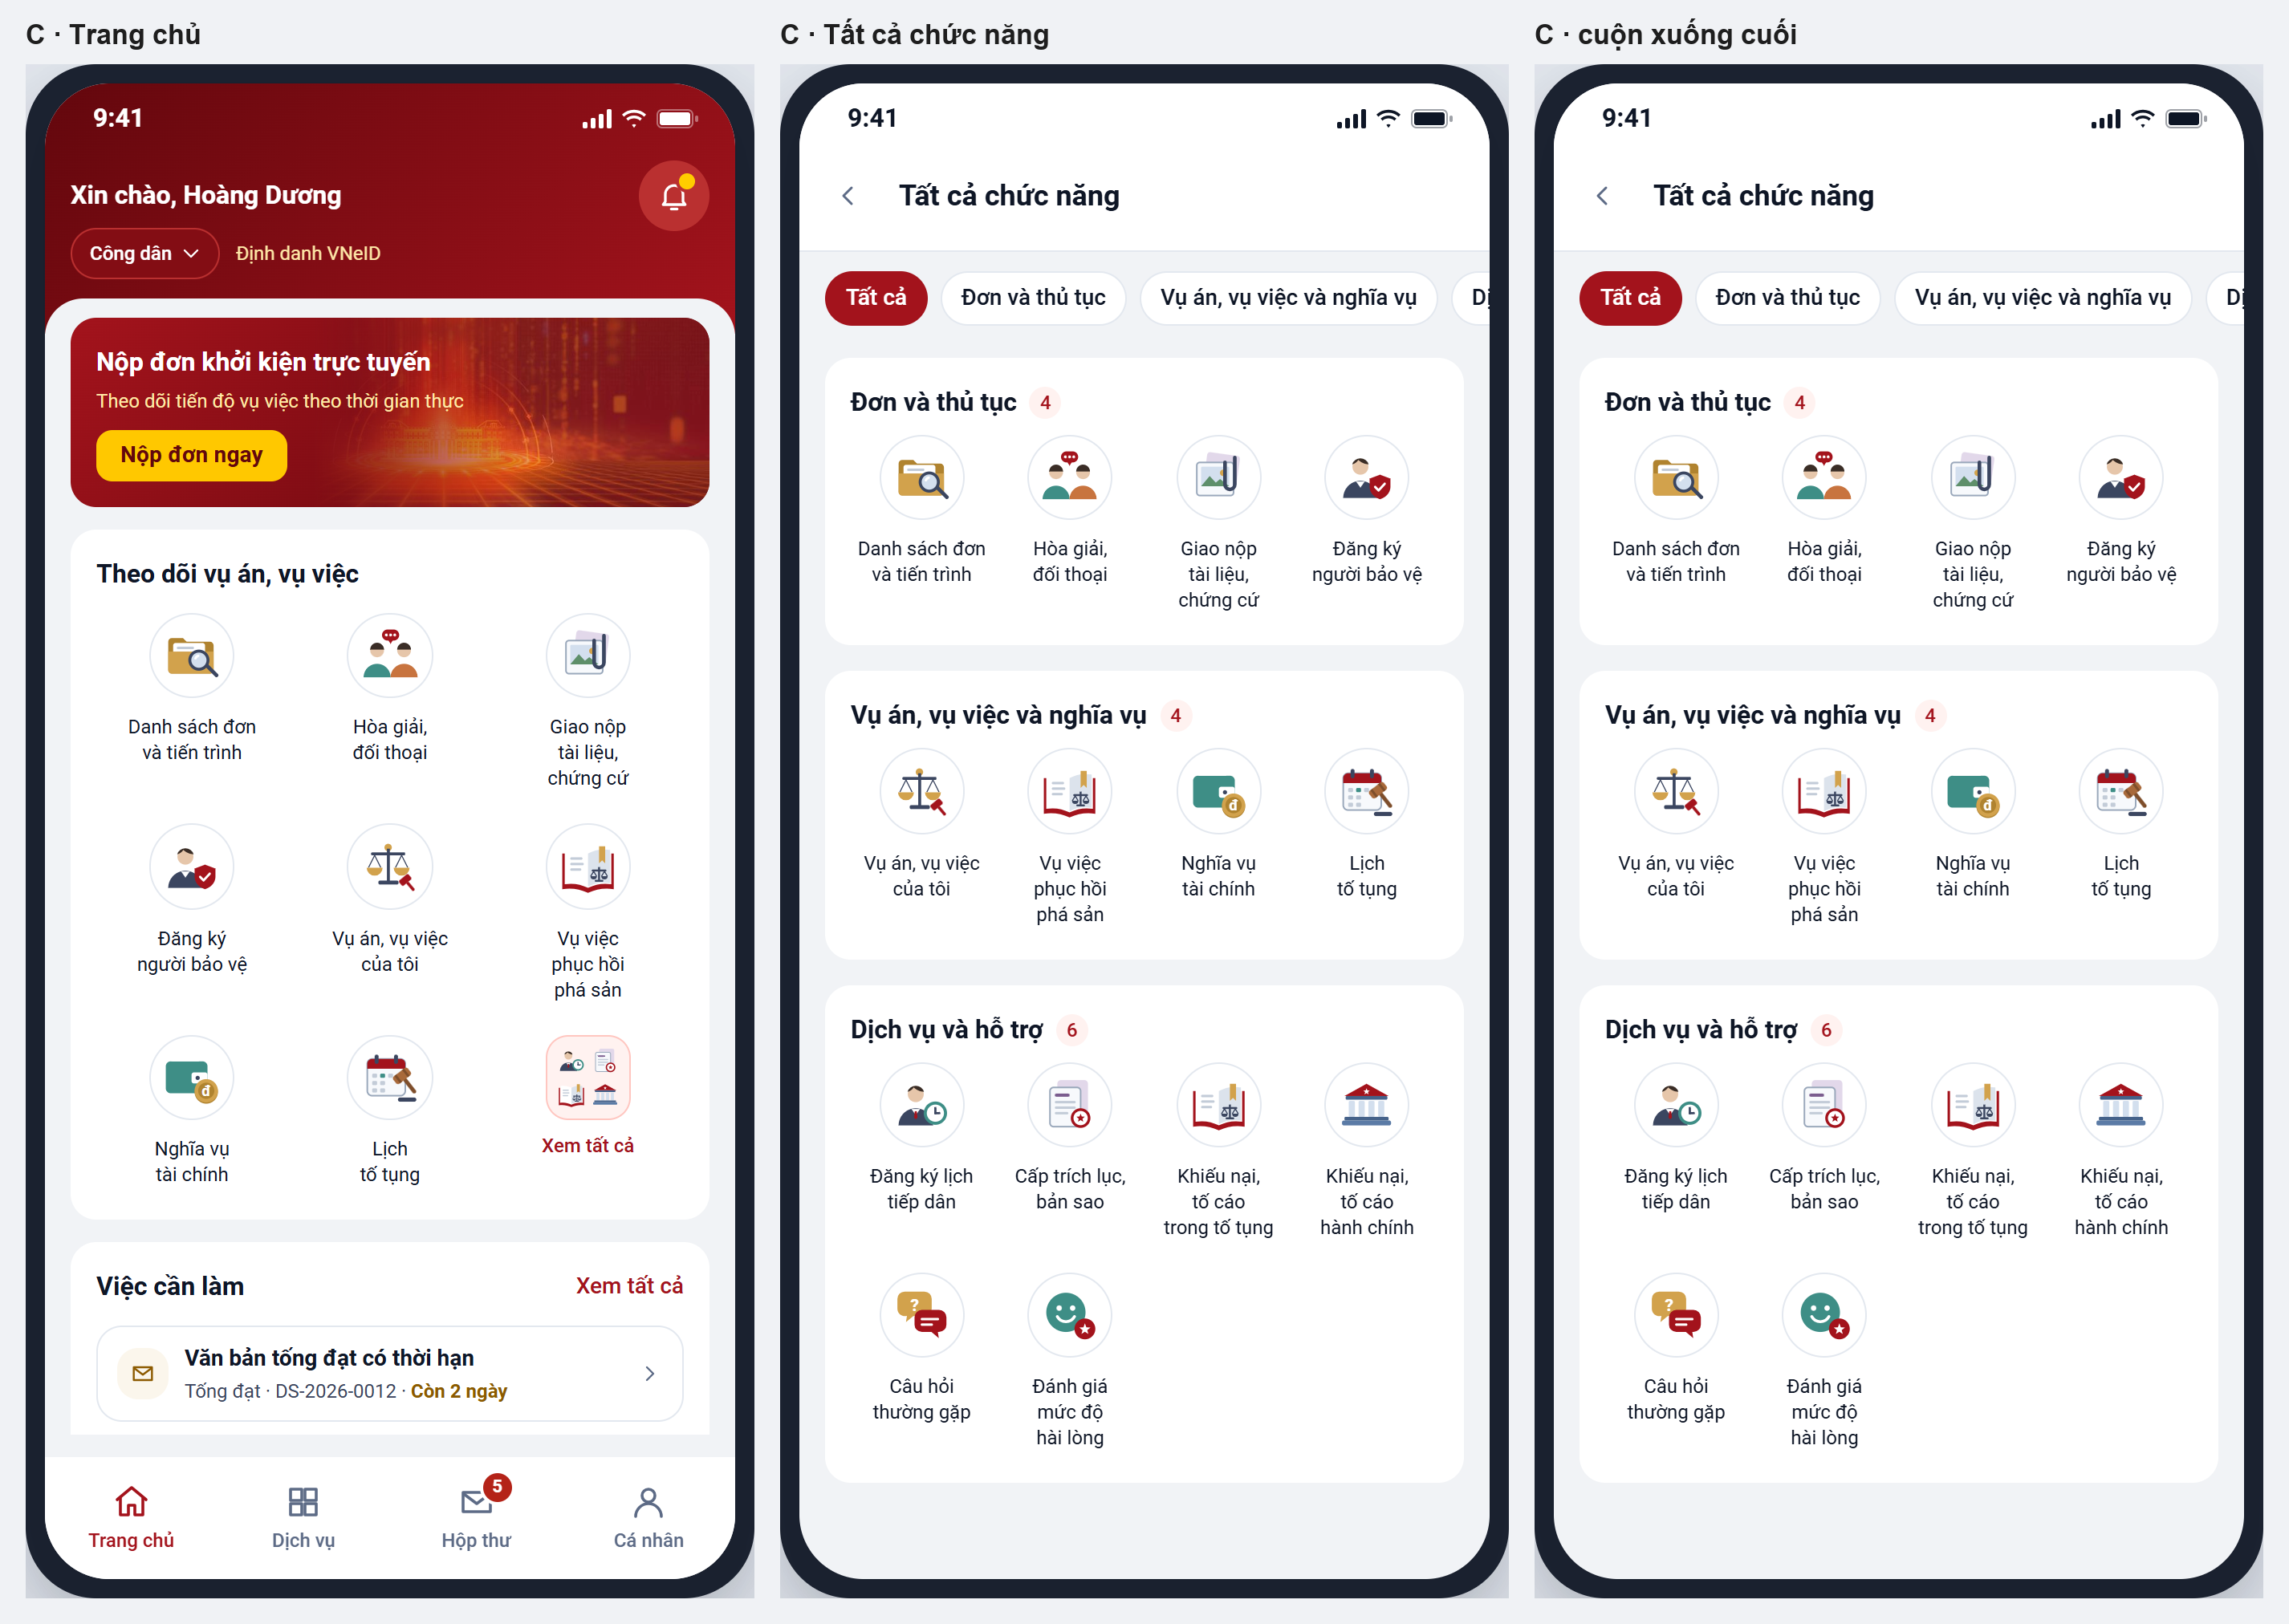 C · Trang chủ
9:41
Xin chào, Hoàng Dương
Công dân
Định danh VNeID
Nộp đơn khởi kiện trực tuyến
Theo dõi tiến độ vụ việc theo thời gian thực
Nộp đơn ngay
Theo dõi vụ án, vụ việc
Danh sách đơn
và tiến trình
Hòa giải,
đối thoại
Giao nộp
tài liệu,
chứng cứ
Đăng ký
người bảo vệ
Vụ án, vụ việc
của tôi
Vụ việc
phục hồi
phá sản
Nghĩa vụ
tài chính
Lịch
tố tụng
Xem tất cả
Việc cần làm
Xem tất cả
Văn bản tống đạt có thời hạn
Tống đạt · DS-2026-0012 · Còn 2 ngày
Trang chủ
Dịch vụ
5
Hộp thư
Cá nhân
C · Tất cả chức năng
9:41
Tất cả chức năng
Tất cả
Đơn và thủ tục
Vụ án, vụ việc và nghĩa vụ
Đơn và thủ tục 4
Danh sách đơn
và tiến trình
Hòa giải,
đối thoại
Giao nộp
tài liệu,
chứng cứ
Đăng ký
người bảo vệ
Vụ án, vụ việc và nghĩa vụ 4
Vụ án, vụ việc
của tôi
Vụ việc
phục hồi
phá sản
đ
Nghĩa vụ
tài chính
Lịch
tố tụng
Dịch vụ và hỗ trợ 6
Đăng ký lịch
tiếp dân
Cấp trích lục,
bản sao
Khiếu nại,
tố cáo
trong tố tụng
Khiếu nại,
tố cáo
hành chính
?
Câu hỏi
thường gặp
Đánh giá
mức độ
hài lòng
C · cuộn xuống cuối
9:41
Tất cả chức năng
Tất cả
Đơn và thủ tục
Vụ án, vụ việc và nghĩa vụ
Đơn và thủ tục 4
Danh sách đơn
và tiến trình
Hòa giải,
đối thoại
Giao nộp
tài liệu,
chứng cứ
Đăng ký
người bảo vệ
Vụ án, vụ việc và nghĩa vụ 4
Vụ án, vụ việc
của tôi
Vụ việc
phục hồi
phá sản
đ
Nghĩa vụ
tài chính
Lịch
tố tụng
Dịch vụ và hỗ trợ 6
Đăng ký lịch
tiếp dân
Cấp trích lục,
bản sao
Khiếu nại,
tố cáo
trong tố tụng
Khiếu nại,
tố cáo
hành chính
?
Câu hỏi
thường gặp
Đánh giá
mức độ
hài lòng